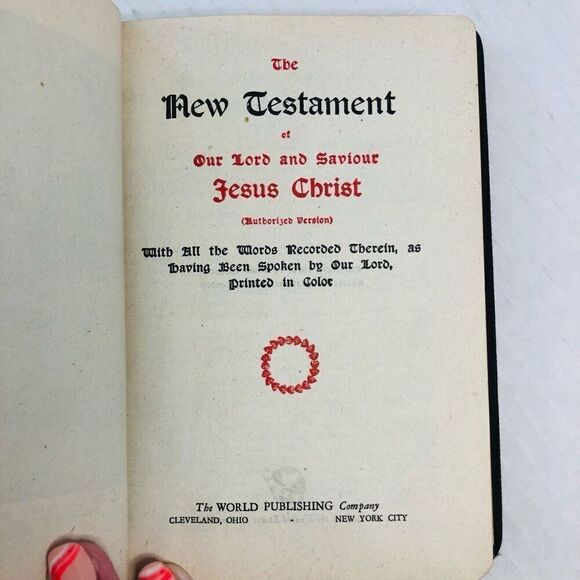 The
New Testament
of
Our Lord and Saviour
Jesus Christ
(Authorized Version)
With All the Words Recorded Therein, as
Having Been Spoken by Our Lord,
Printed in Color
The WORLD PUBLISHING Company
CLEVELAND, OHIO - NEW YORK CITY